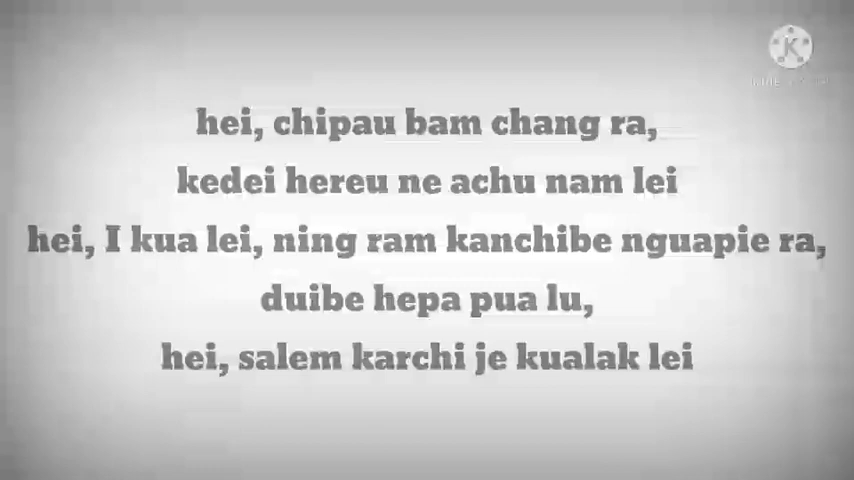 hei, chipau bam chang ra,
kedei hereu ne achu nam lei
hei, I kua lei, ning ram kanchibe nguapie ra,
duibe hepa pua lu,
hei, salem karchi je kualak lei
K